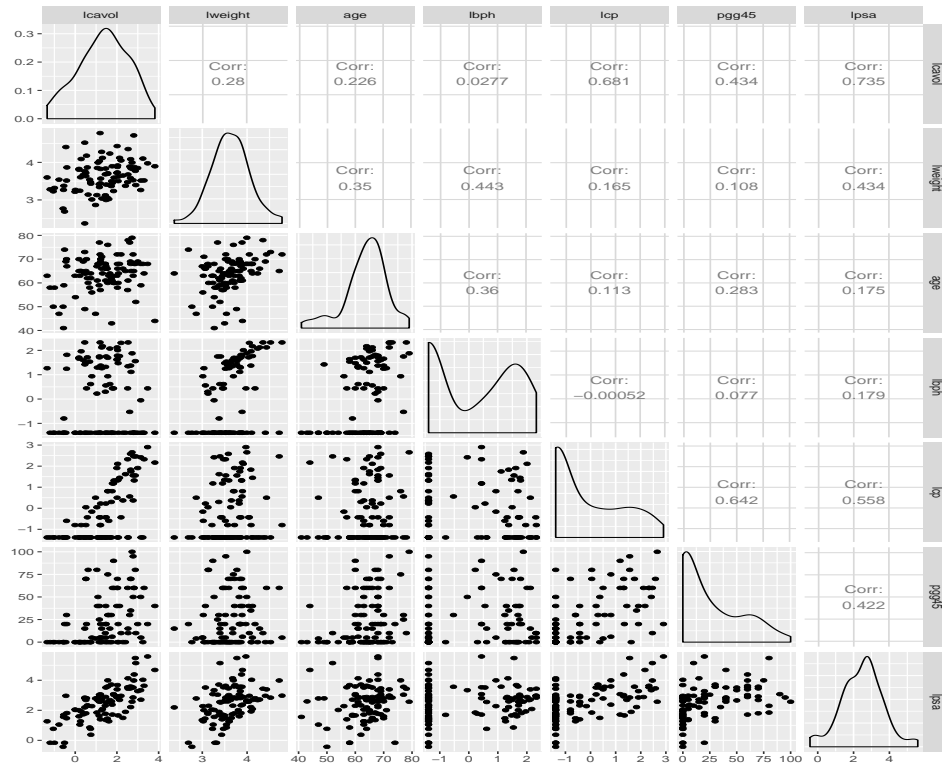 lcavol lweight age lbph lcp pgg45 lpsa
0.3
0.2
0.1
0.0
Corr:
0.28
Corr:
0.226
Corr:
0.0277
Corr:
0.681
Corr:
0.434
Corr:
0.735
lcavol
4
3
Corr:
0.35
Corr:
0.443
Corr:
0.165
Corr:
0.108
Corr:
0.434
lweight
80
70
60
50
40
Corr:
0.36
Corr:
0.113
Corr:
0.283
Corr:
0.175
age
2
1
0
−1
Corr:
−0.00052
Corr:
0.077
Corr:
0.179
lbph
3
2
1
0
−1
Corr:
0.642
Corr:
0.558
lcp
100
75
50
25
0
Corr:
0.422
pgg45
4
2
0
lpsa
0 2 4 3 4 40 50 60 70 80 −1 0 1 2 −1 0 1 2 3 0 25 50 75 100 0 2 4